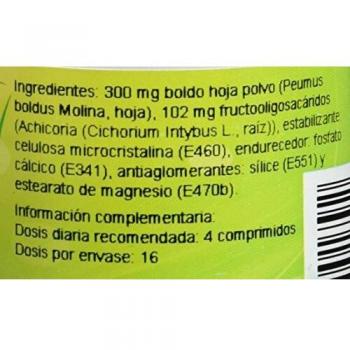 Ingredientes: 300 mg boldo hoja polvo (Peumus
boldus Molina, hoja), 102 mg fructooligosacáridos
(Achicoria (Cichorium Intybus L., raíz)), estabilizante
celulosa microcristalina (E460), endurecedor: fosfato
cálcico (E341), antiaglomerantes: sílice (E551) y
estearato de magnesio (E470b).
Información complementaria:
Dosis diaria recomendada: 4 comprimidos
Dosis por envase: 16